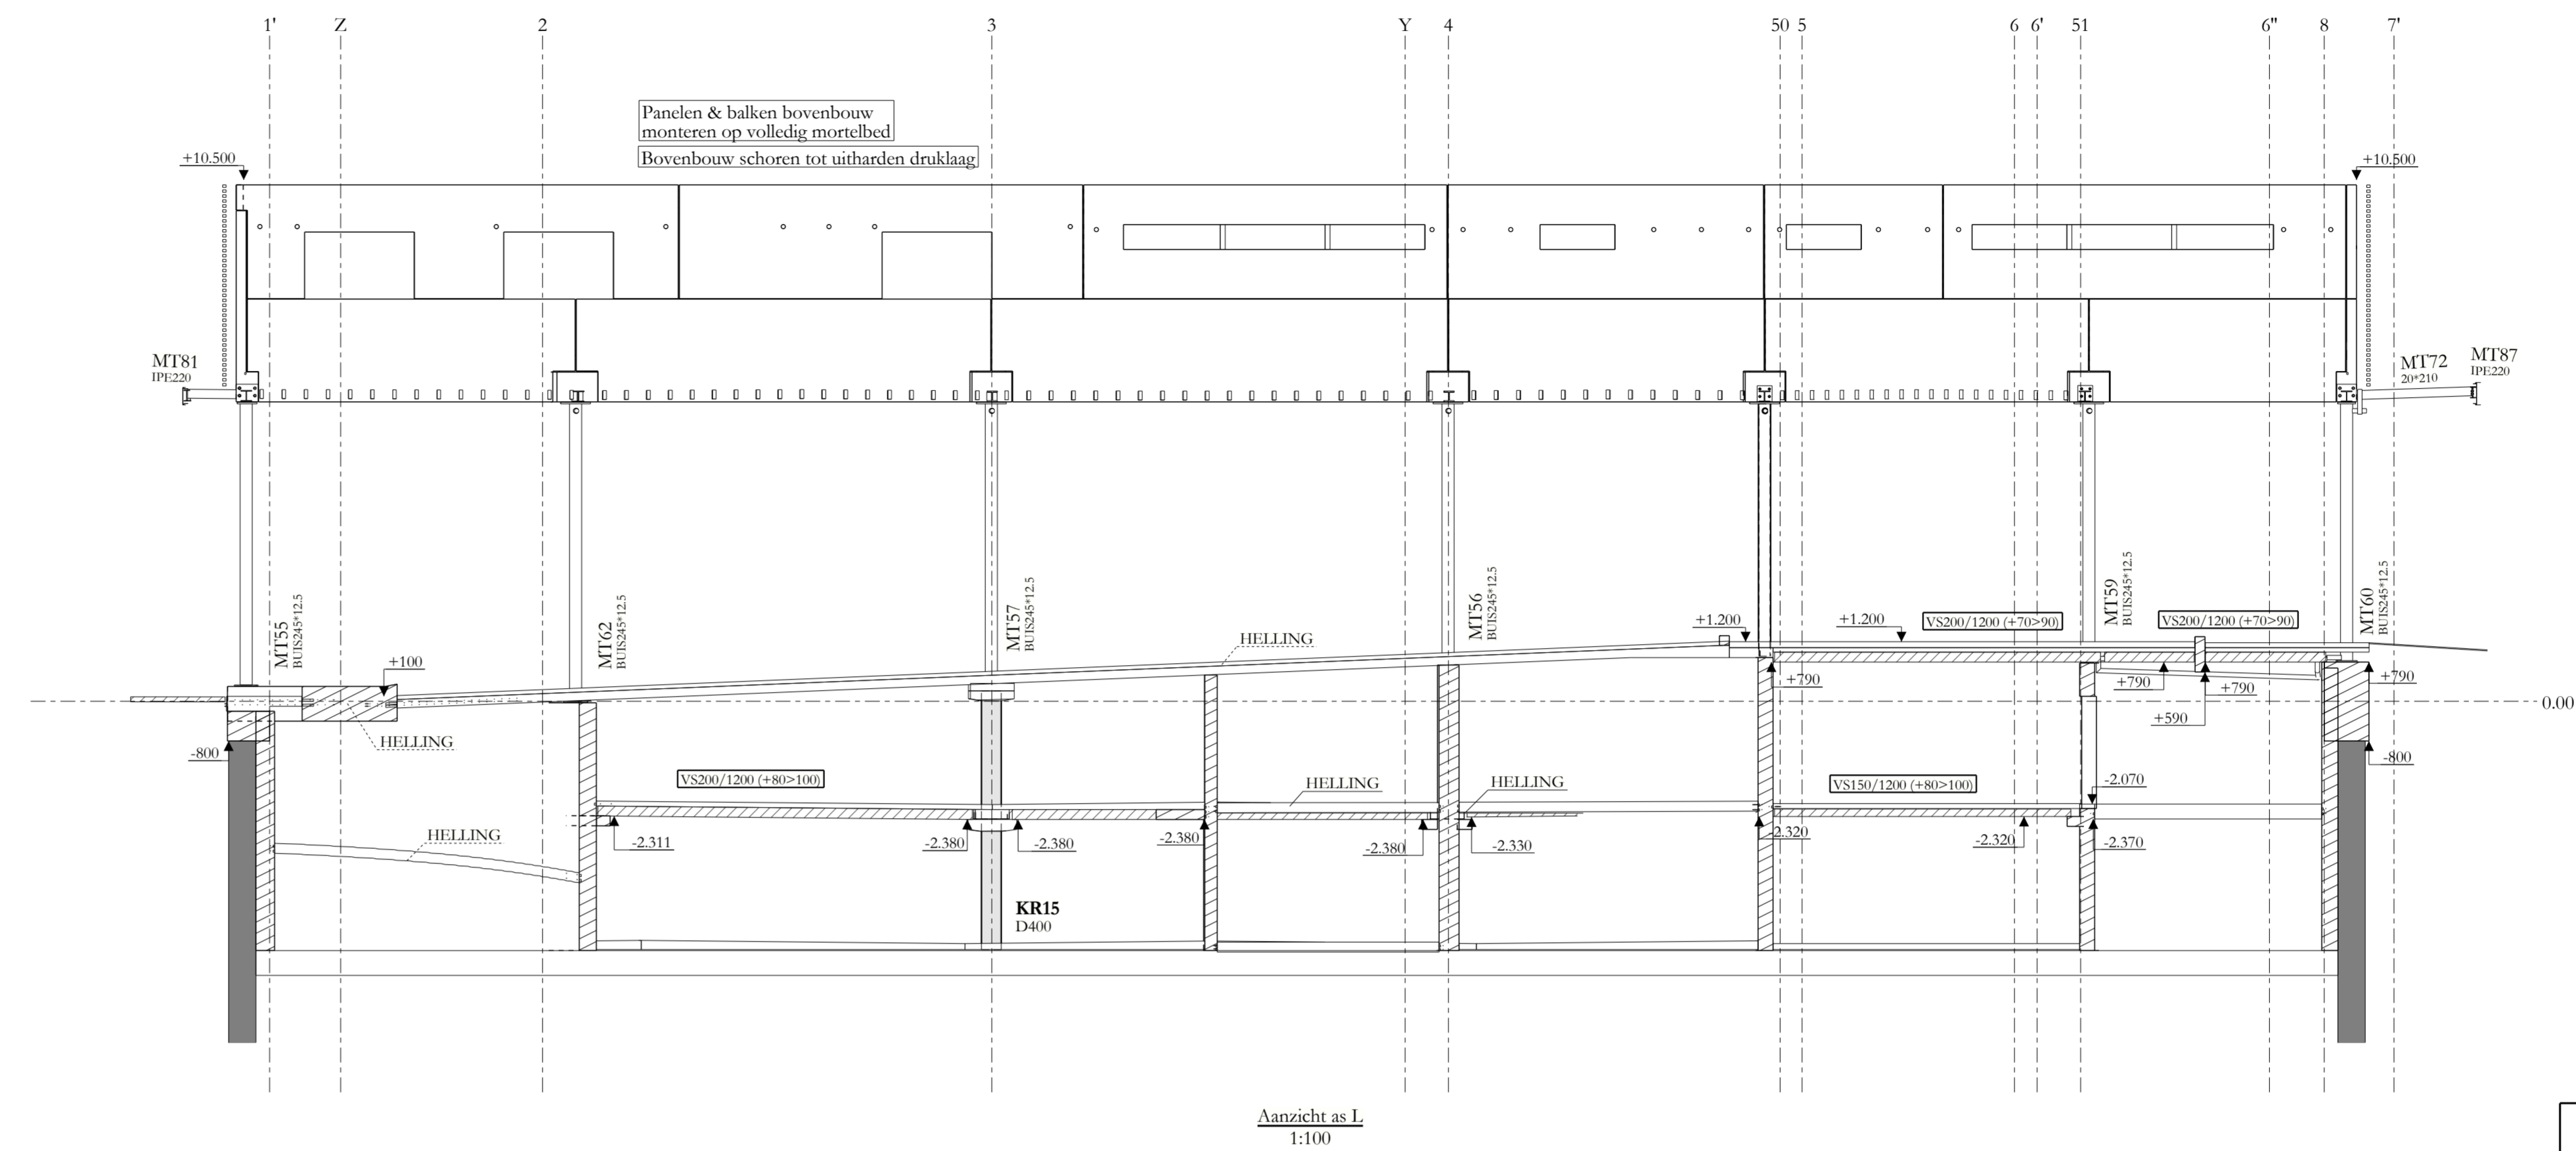 1' Z 2 3 Y 4 50 5 6 6' 51 6" 8 7'
Panelen & balken bovenbouw
monteren op volledig mortelbed
Bovenbouw schoren tot uitharden druklaag
+10.500
+10.500
MT81
IPE220
MT72
20*210
MT87
IPE220
MT55
BUIS245*12.5
MT62
BUIS245*12.5
MT57
BUIS245*12.5
MT56
BUIS245*12.5
MT59
BUIS245*12.5
MT60
BUIS245*12.5
HELLING
+1.200
+1.200
VS200/1200 (+70>90)
VS200/1200 (+70>90)
+100
+790
+790
+790
+790
+590
0.00
HELLING
-800
-800
VS200/1200 (+80>100)
HELLING
HELLING
VS150/1200 (+80>100)
-2.070
HELLING
-2.311
-2.380
-2.380
-2.380
-2.380
-2.330
-2.320
-2.320
-2.370
KR15
D400
Aanzicht as L
1:100